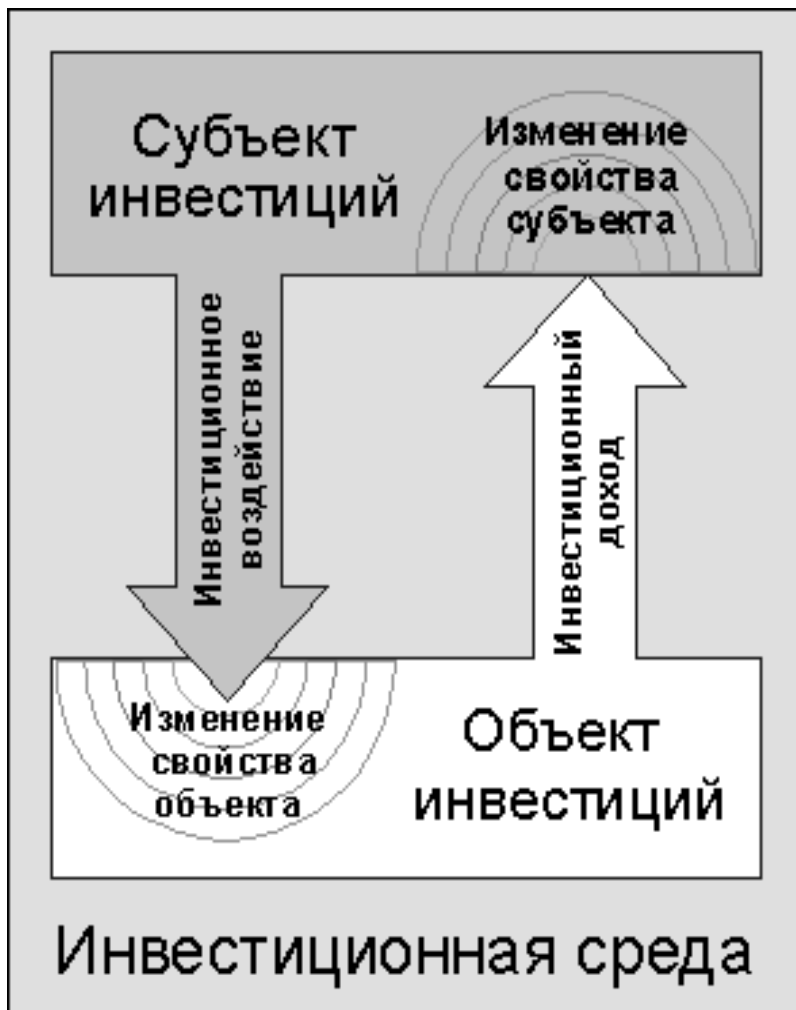 Субъект
инвестиций
Изменение
свойства
субъекта
Инвестиционное
воздействие
Инвестиционный
доход
Изменение
свойства
объекта
Объект
инвестиций
Инвестиционная среда